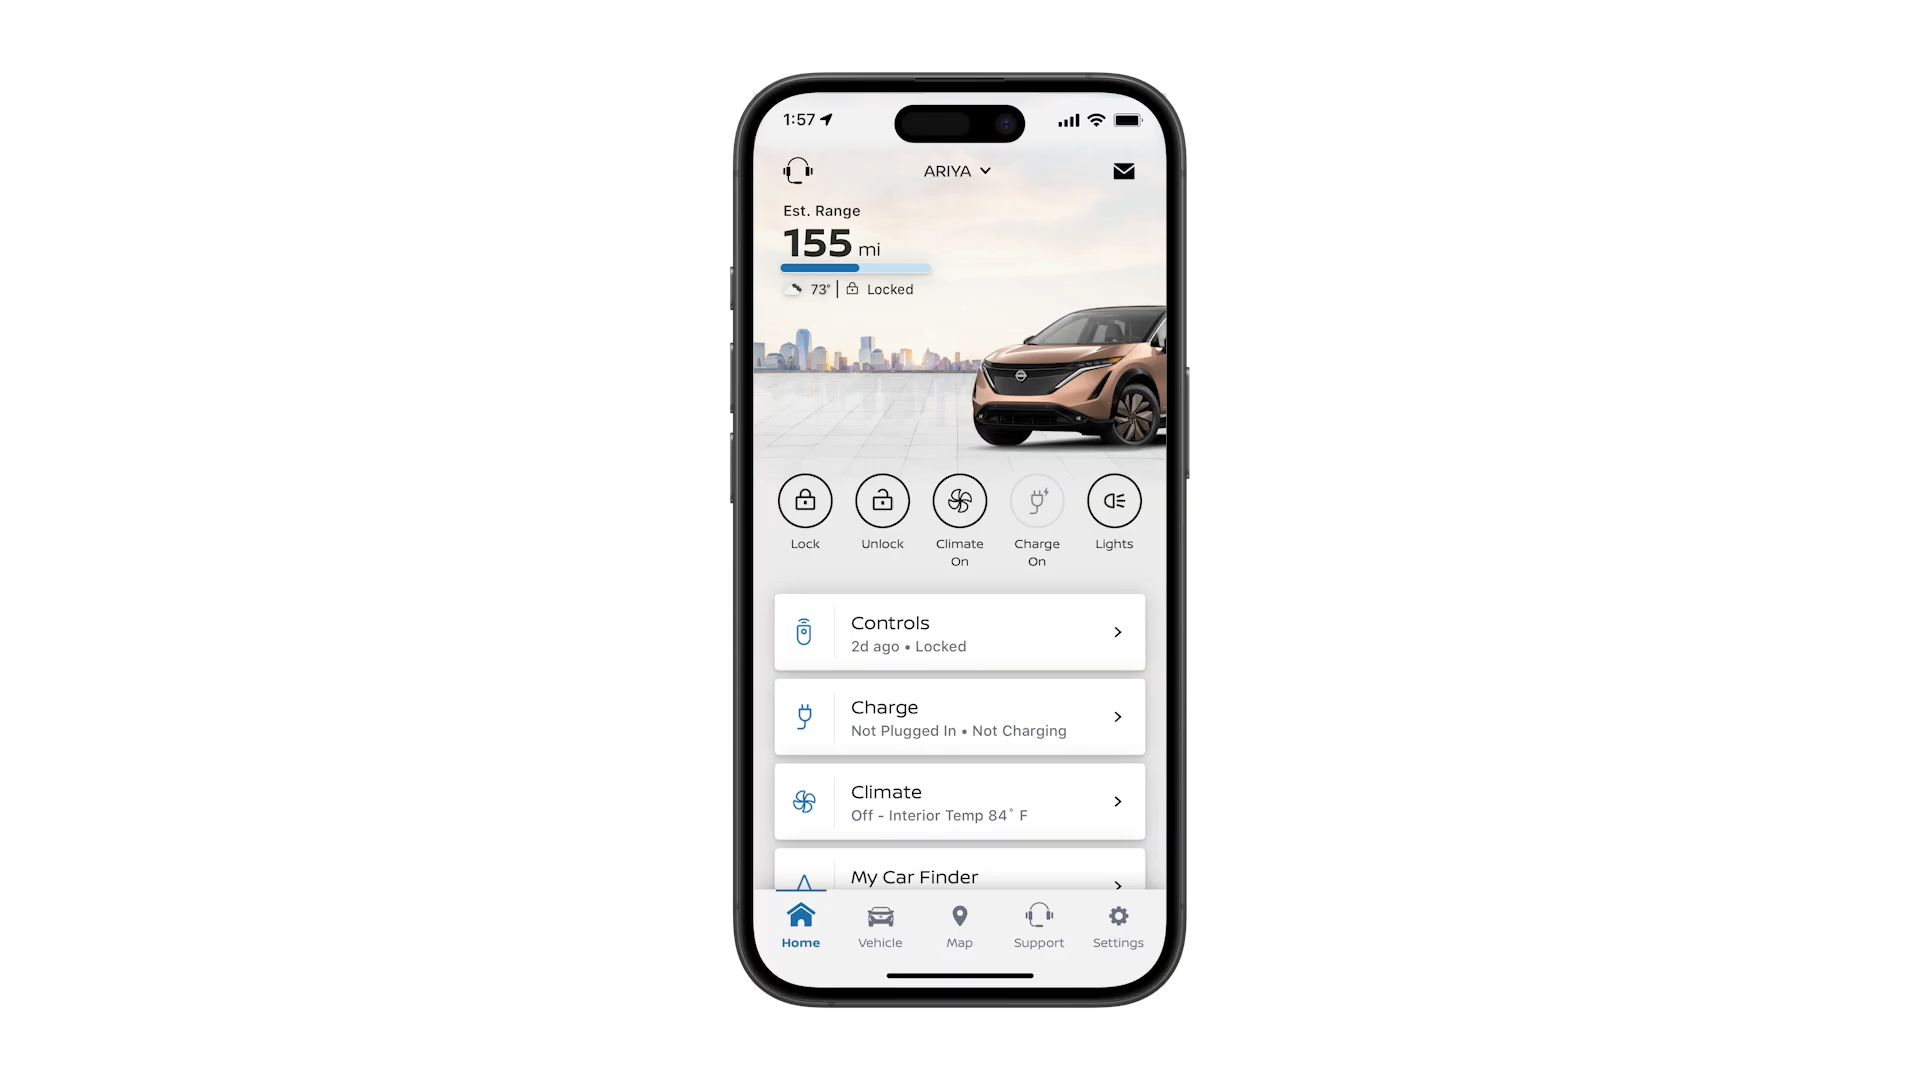 1:57
ARIYA
Est. Range
155 mi
73° | Locked
Lock
Unlock
Climate On
Charge On
Lights
Controls
2d ago • Locked
Charge
Not Plugged In • Not Charging
Climate
Off - Interior Temp 84° F
My Car Finder
Home
Vehicle
Map
Support
Settings